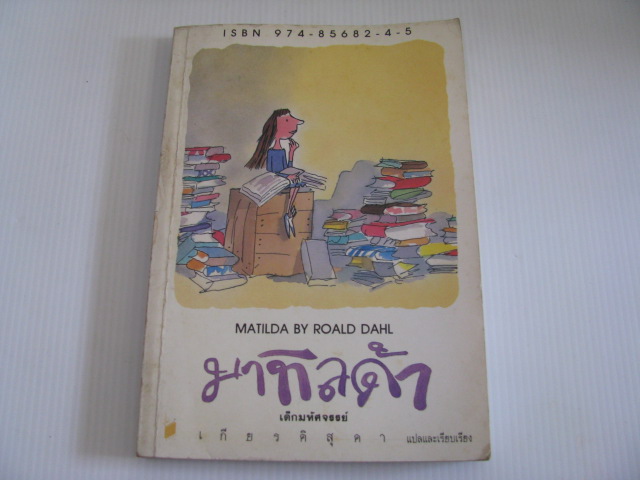 ISBN 974-85682-4-5
MATILDA BY ROALD DAHL
มาทิลด้า
เด็กมหัศจรรย์
เกียรติสุดา แปลและเรียบเรียง